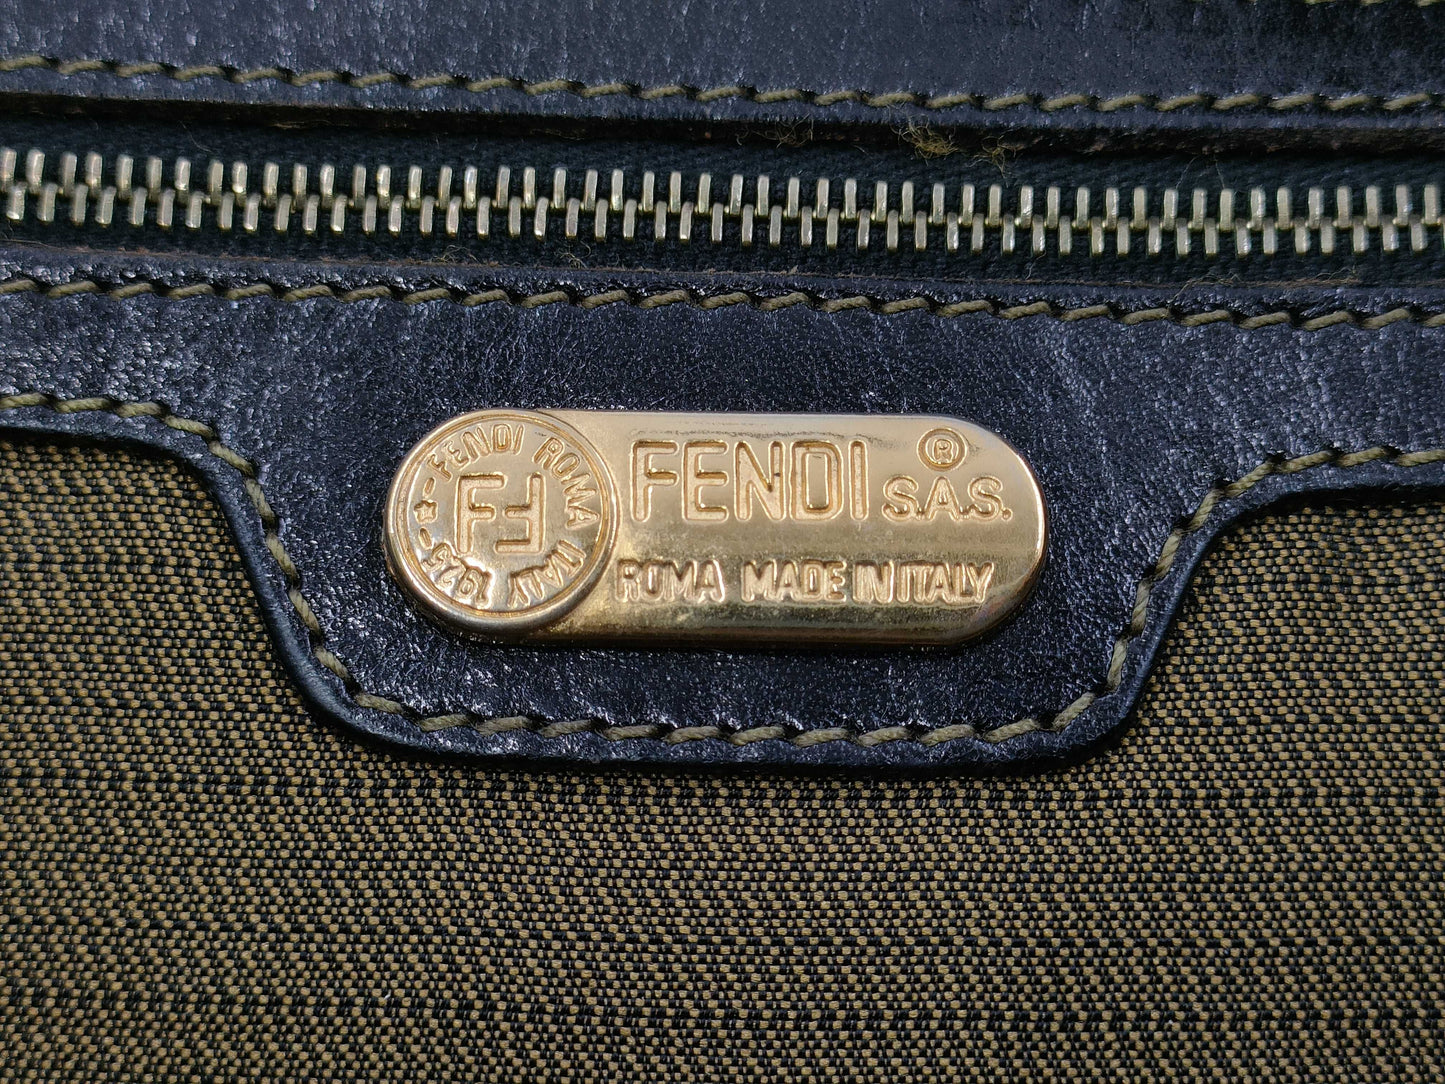 FENDI ROMA ITALY 1925
FF
FENDI S.A.S. ®
ROMA MADE IN ITALY